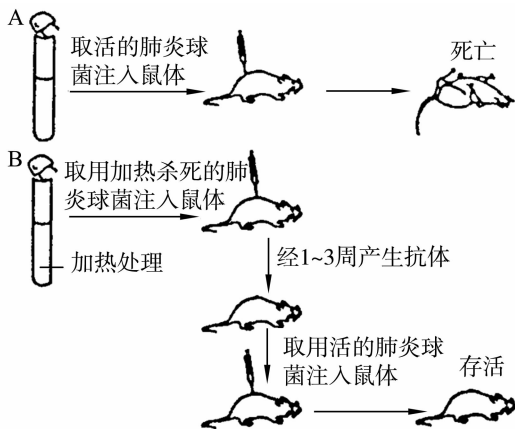 A
取活的肺炎球
菌注入鼠体
死亡
B
取用加热杀死的肺
炎球菌注入鼠体
加热处理
经1~3周产生抗体
取用活的肺炎球
菌注入鼠体
存活